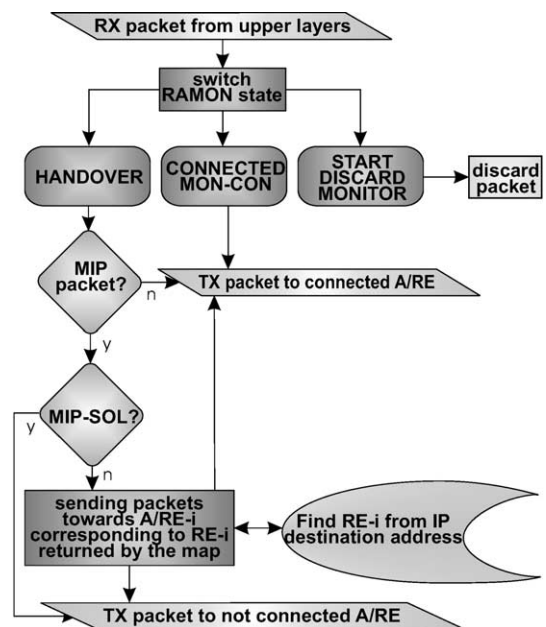 RX packet from upper layers
switch
RAMON state
HANDOVER
CONNECTED
MON-CON
START
DISCARD
MONITOR
discard
packet
MIP
packet?
n
TX packet to connected A/RE
y
MIP-SOL?
y
n
sending packets
towards A/RE-i
corresponding to RE-i
returned by the map
Find RE-i from IP
destination address
TX packet to not connected A/RE